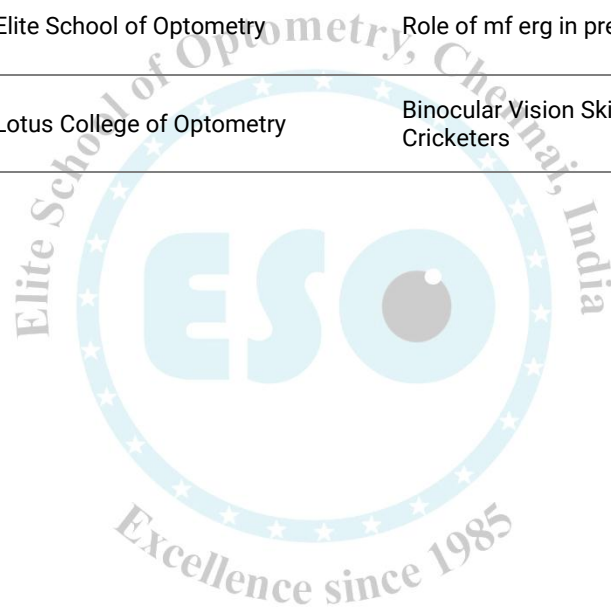 Elite School of Optometry
Role of mf erg in pre
Lotus College of Optometry
Binocular Vision Ski
Cricketers
Elite School of Optometry, Chennai, India
ESO
Excellence since 1985